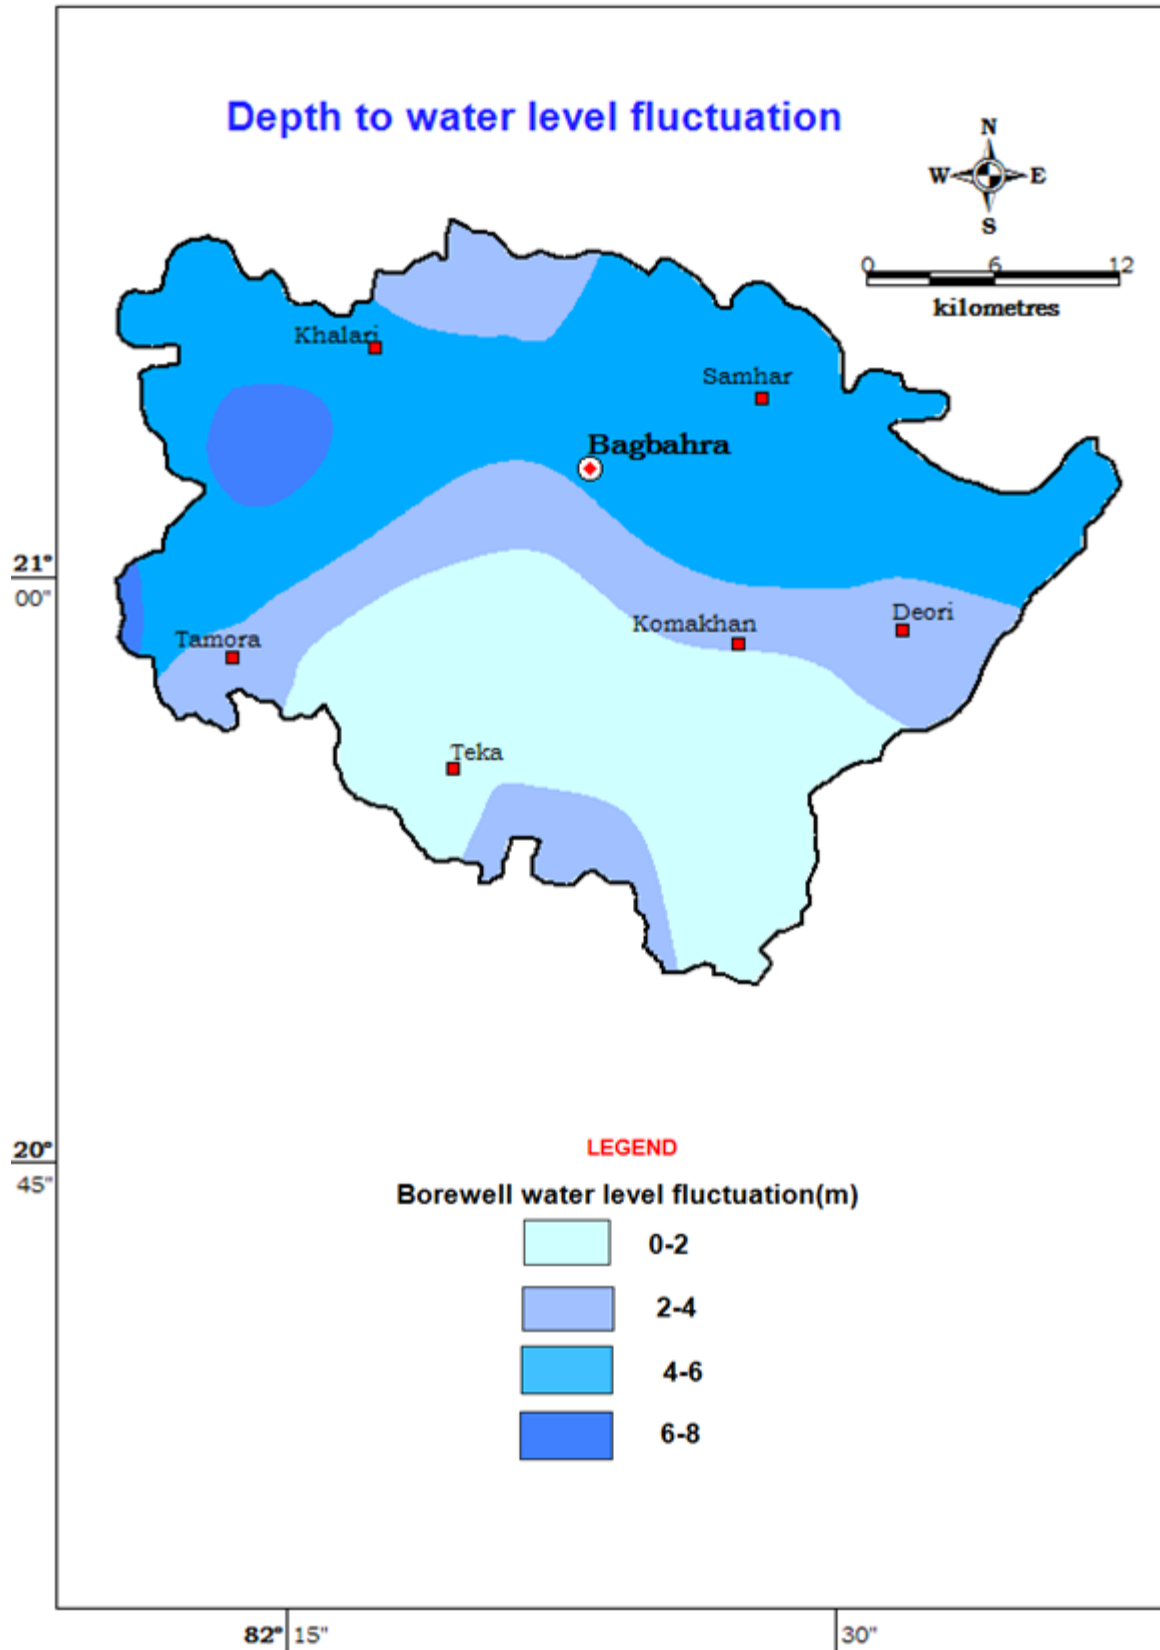 Depth to water level fluctuation
N
W E
S
0 6 12
kilometres
Khalari
Samhar
Bagbahra
21°
00"
Deori
Komakhan
Tamora
Teka
20°
45"
LEGEND
Borewell water level fluctuation(m)
0-2
2-4
4-6
6-8
82° 15" 30"